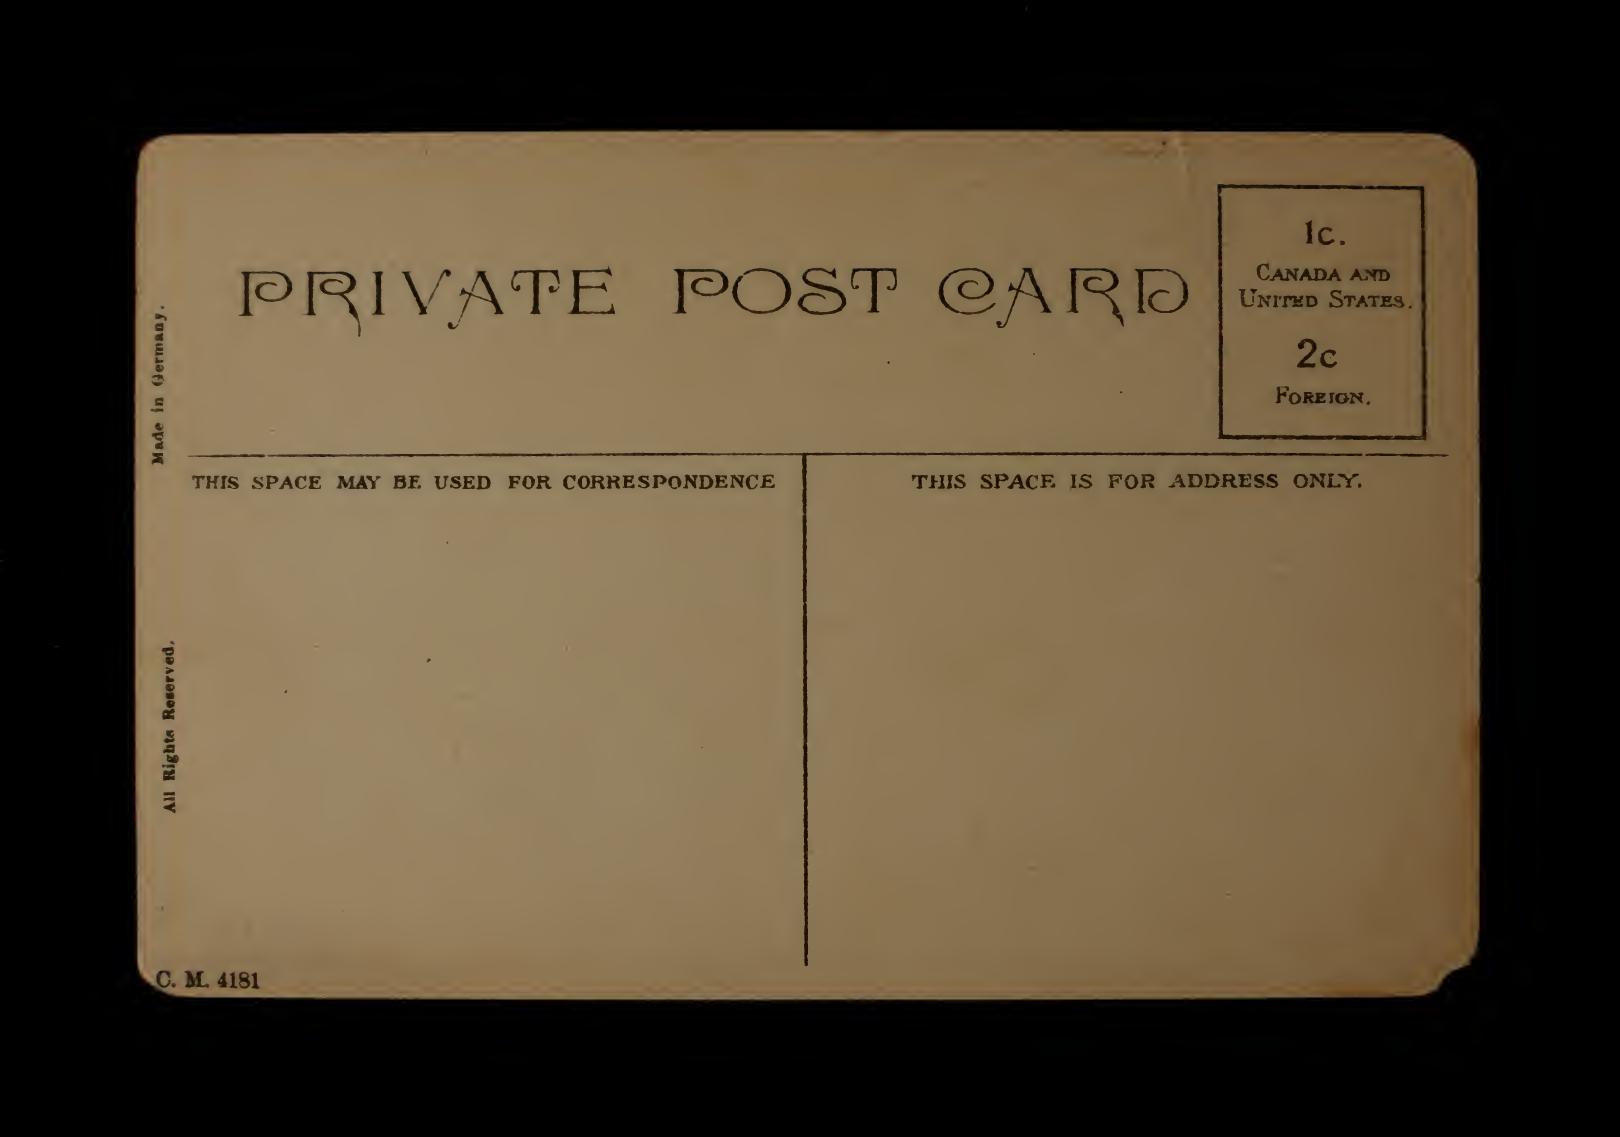 PRIVATE POST CARD
1c.
CANADA AND
UNITED STATES.
2c
FOREIGN.
Made in Germany.
THIS SPACE MAY BE USED FOR CORRESPONDENCE
THIS SPACE IS FOR ADDRESS ONLY.
All Rights Reserved.
C. M. 4181